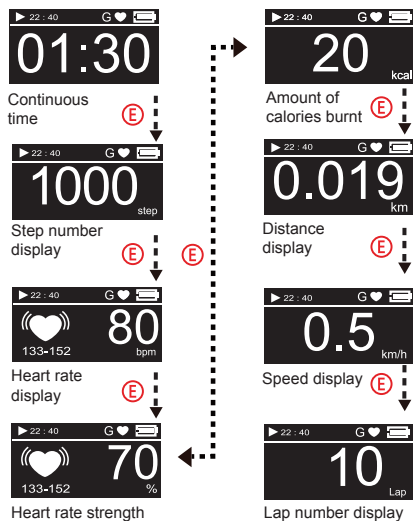 22 : 40 G
01:30
Continuous
time
E
22 : 40 G
1000
step
Step number
display
E
22 : 40 G
80
133-152
bpm
Heart rate
display
E
22 : 40 G
70
133-152
%
Heart rate strength
E
22 : 40 G
20
kcal
Amount of
calories burnt
E
22 : 40 G
0.019
km
Distance
display
E
22 : 40 G
0.5
km/h
Speed display
E
22 : 40 G
10
Lap
Lap number display